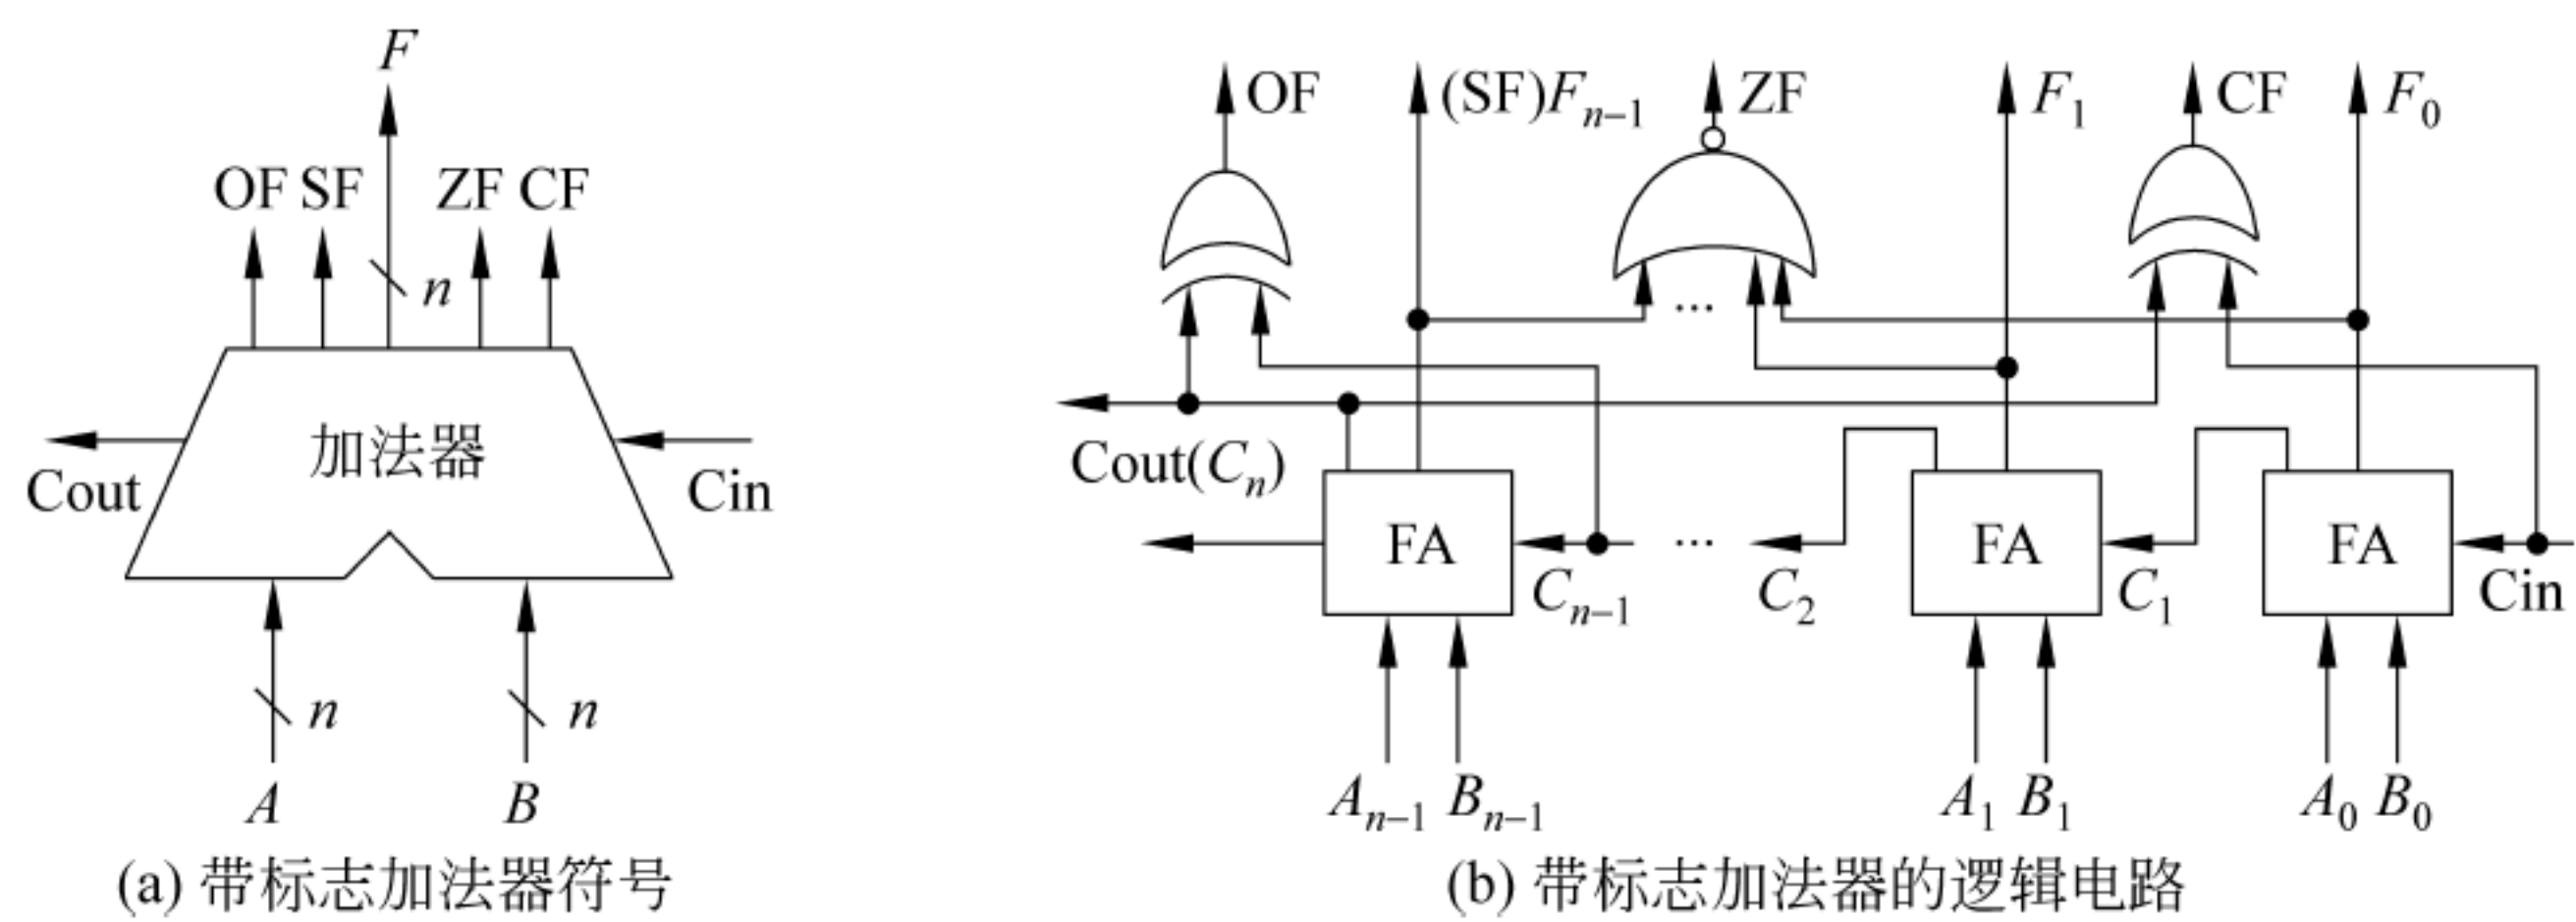 F
OF SF ZF CF
n
加法器
Cout
Cin
n
n
A
B
(a) 带标志加法器符号
OF
(SF)Fₙ₋₁
ZF
F₁
CF
F₀
...
Cout(Cₙ)
FA
Cₙ₋₁
...
C₂
FA
C₁
FA
Cin
Aₙ₋₁ Bₙ₋₁
A₁ B₁
A₀ B₀
(b) 带标志加法器的逻辑电路